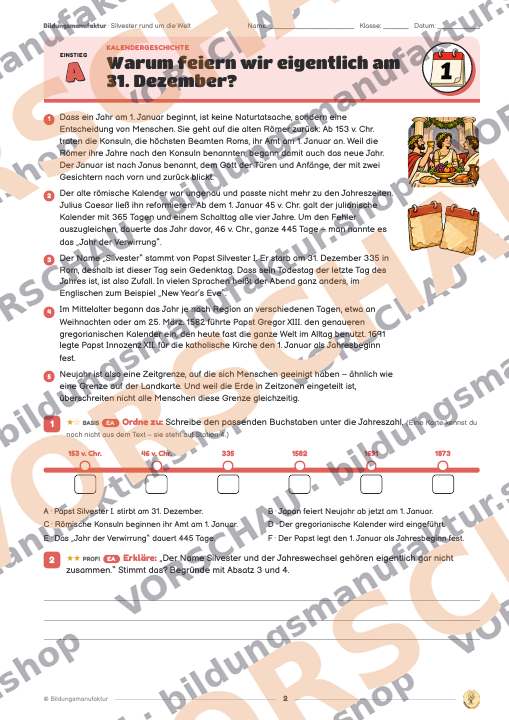 Bildungsmanufaktur · Silvester rund um die Welt Name: Klasse: Datum:
EINSTIEG
A
KALENDERGESCHICHTE
Warum feiern wir eigentlich am
31. Dezember?
1
1 Dass ein Jahr am 1. Januar beginnt, ist keine Naturtatsache, sondern eine
Entscheidung von Menschen. Sie geht auf die alten Römer zurück: Ab 153 v. Chr.
traten die Konsuln, die höchsten Beamten Roms, ihr Amt am 1. Januar an. Weil die
Römer ihre Jahre nach den Konsuln benannten, begann damit auch das neue Jahr.
Der Januar ist nach Janus benannt, dem Gott der Türen und Anfänge, der mit zwei
Gesichtern nach vorn und zurück blickt.
2 Der alte römische Kalender war ungenau und passte nicht mehr zu den Jahreszeiten.
Julius Caesar ließ ihn reformieren: Ab dem 1. Januar 45 v. Chr. galt der julianische
Kalender mit 365 Tagen und einem Schalttag alle vier Jahre. Um den Fehler
auszugleichen, dauerte das Jahr davor, 46 v. Chr., ganze 445 Tage – man nannte es
das „Jahr der Verwirrung“.
3 Der Name „Silvester“ stammt von Papst Silvester I. Er starb am 31. Dezember 335 in
Rom, deshalb ist dieser Tag sein Gedenktag. Dass sein Todestag der letzte Tag des
Jahres ist, ist also Zufall. In vielen Sprachen heißt der Abend ganz anders, im
Englischen zum Beispiel „New Year's Eve“.
4 Im Mittelalter begann das Jahr je nach Region an verschiedenen Tagen, etwa an
Weihnachten oder am 25. März. 1582 führte Papst Gregor XIII. den genaueren
gregorianischen Kalender ein, den heute fast die ganze Welt im Alltag benutzt. 1691
legte Papst Innozenz XII. für die katholische Kirche den 1. Januar als Jahresbeginn
fest.
5 Neujahr ist also eine Zeitgrenze, auf die sich Menschen geeinigt haben – ähnlich wie
eine Grenze auf der Landkarte. Und weil die Erde in Zeitzonen eingeteilt ist,
überschreiten nicht alle Menschen diese Grenze gleichzeitig.
1 BASIS EA Ordne zu: Schreibe den passenden Buchstaben unter die Jahreszahl. (Eine Karte kennst du
noch nicht aus dem Text – sie steht auf Station 4.)
153 v. Chr. 46 v. Chr. 335 1582 1691 1873
A · Papst Silvester I. stirbt am 31. Dezember. B · Japan feiert Neujahr ab jetzt am 1. Januar.
C · Römische Konsuln beginnen ihr Amt am 1. Januar. D · Der gregorianische Kalender wird eingeführt.
E · Das „Jahr der Verwirrung“ dauert 445 Tage. F · Der Papst legt den 1. Januar als Jahresbeginn fest.
2 PROFI EA Erkläre: „Der Name Silvester und der Jahreswechsel gehören eigentlich gar nicht
zusammen.“ Stimmt das? Begründe mit Absatz 3 und 4.
© Bildungsmanufaktur 2
VORSCHAU · bildungsmanufaktur.shop
VORSCHAU